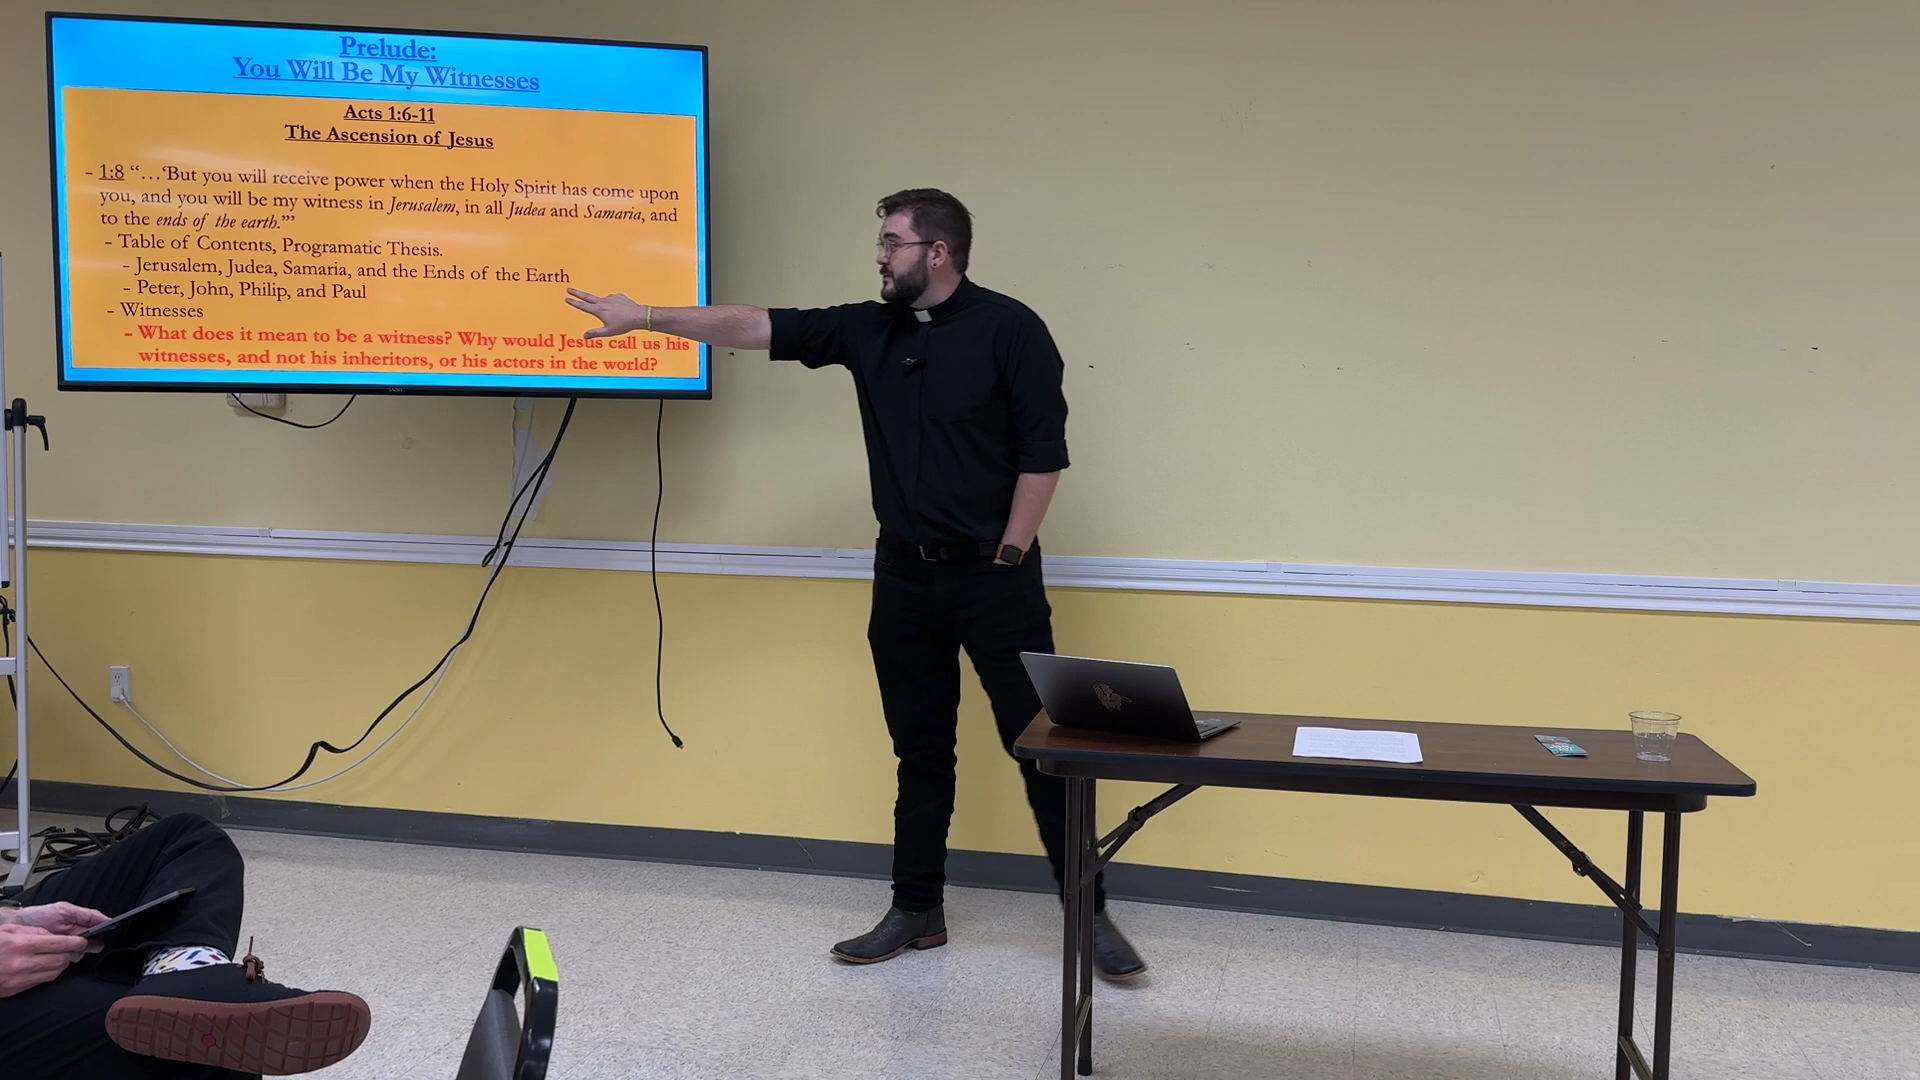 Prelude:
You Will Be My Witnesses
Acts 1:6-11
The Ascension of Jesus
- 1:8 “…‘But you will receive power when the Holy Spirit has come upon
you, and you will be my witness in Jerusalem, in all Judea and Samaria, and
to the ends of the earth.’”
- Table of Contents, Programatic Thesis.
- Jerusalem, Judea, Samaria, and the Ends of the Earth
- Peter, John, Philip, and Paul
- Witnesses
- What does it mean to be a witness? Why would Jesus call us his
witnesses, and not his inheritors, or his actors in the world?